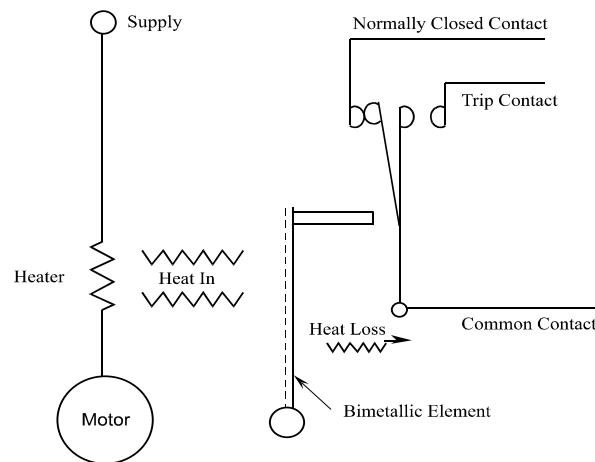 Supply
Normally Closed Contact
Trip Contact
Heater
Heat In
Heat Loss
Common Contact
Bimetallic Element
Motor